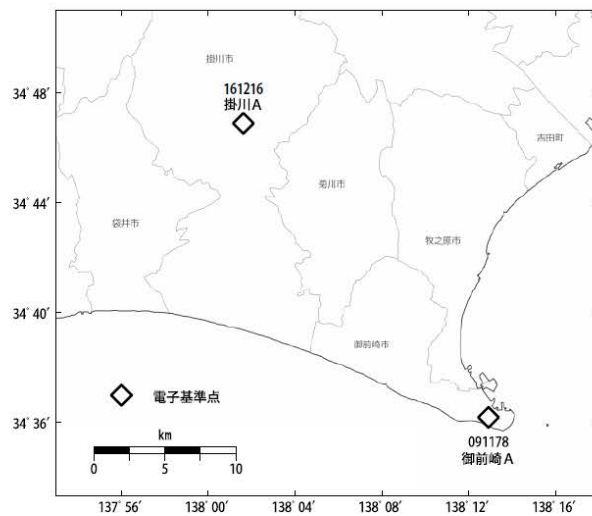 掛川市
34˚ 48'
161216
掛川A
吉田町
菊川市
34˚ 44'
袋井市
牧之原市
34˚ 40'
御前崎市
電子基準点
34˚ 36'
km
091178
御前崎A
0 5 10
137˚ 56' 138˚ 00' 138˚ 04' 138˚ 08' 138˚ 12' 138˚ 16'